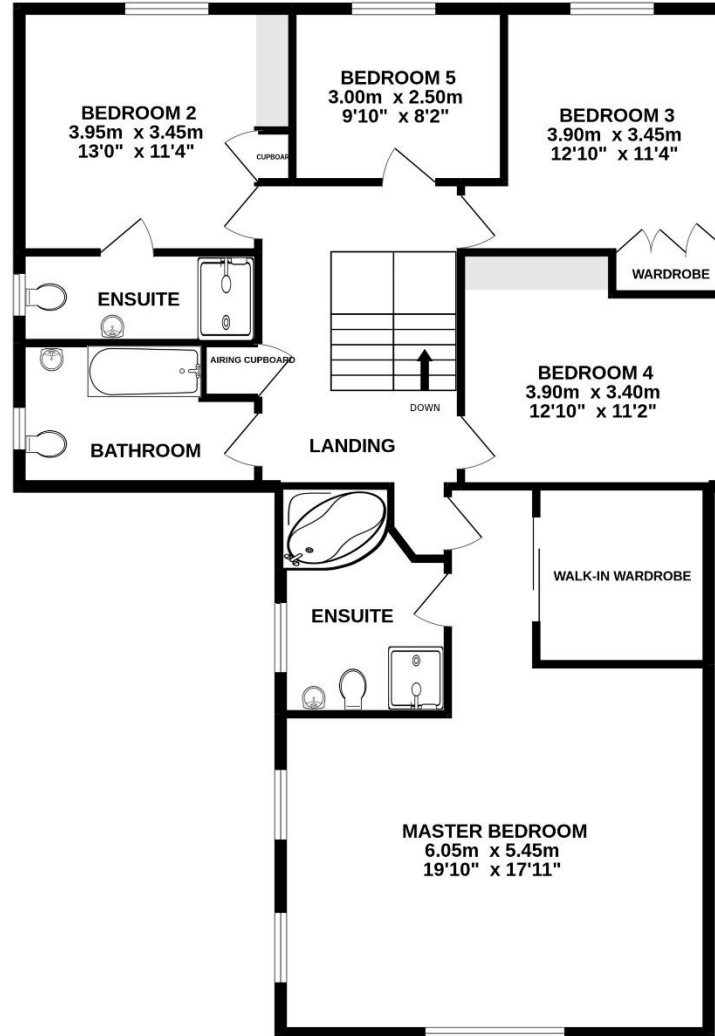 BEDROOM 2
3.95m x 3.45m
13'0" x 11'4"
BEDROOM 5
3.00m x 2.50m
9'10" x 8'2"
BEDROOM 3
3.90m x 3.45m
12'10" x 11'4"
CUPBOAR
WARDROBE
ENSUITE
AIRING CUPBOARD
BEDROOM 4
3.90m x 3.40m
12'10" x 11'2"
DOWN
BATHROOM
LANDING
WALK-IN WARDROBE
ENSUITE
MASTER BEDROOM
6.05m x 5.45m
19'10" x 17'11"